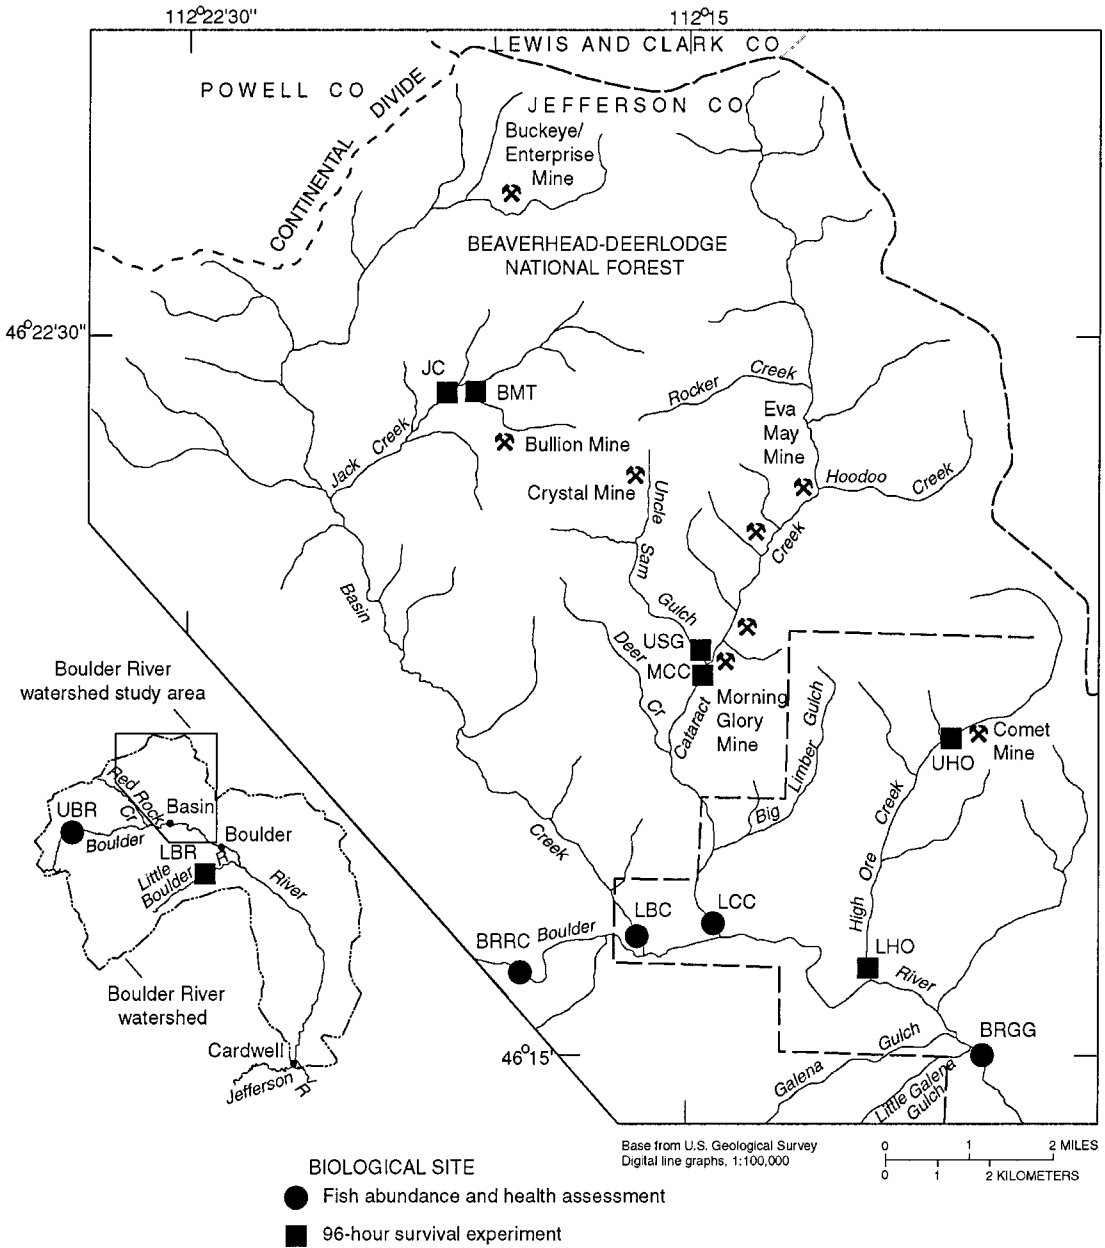 112°22'30"
112°15
LEWIS AND CLARK CO
POWELL CO
CONTINENTAL DIVIDE
JEFFERSON CO
Buckeye/
Enterprise
Mine
BEAVERHEAD-DEERLODGE
NATIONAL FOREST
46°22'30"
JC
BMT
Rocker Creek
Eva
May
Mine
Jack Creek
Bullion Mine
Crystal Mine
Hoodoo Creek
Uncle Sam Gulch
Creek
Basin
USG
MCC
Deer Cr
Cataract
Morning
Glory
Mine
Boulder River
watershed study area
Big Limber Gulch
UHO
Comet
Mine
Red Rock
Cr
Basin
UBR
Boulder
Boulder
LBR
R
Little
Boulder
River
Creek
High Ore Creek
LBC
LCC
BRRC
Boulder
LHO
River
BRGG
Boulder River
watershed
Cardwell
Jefferson
R
46°15'
Galena Gulch
Little Galena
Gulch
Base from U.S. Geological Survey
Digital line graphs, 1:100,000
0 1 2 MILES
0 1 2 KILOMETERS
BIOLOGICAL SITE
Fish abundance and health assessment
96-hour survival experiment